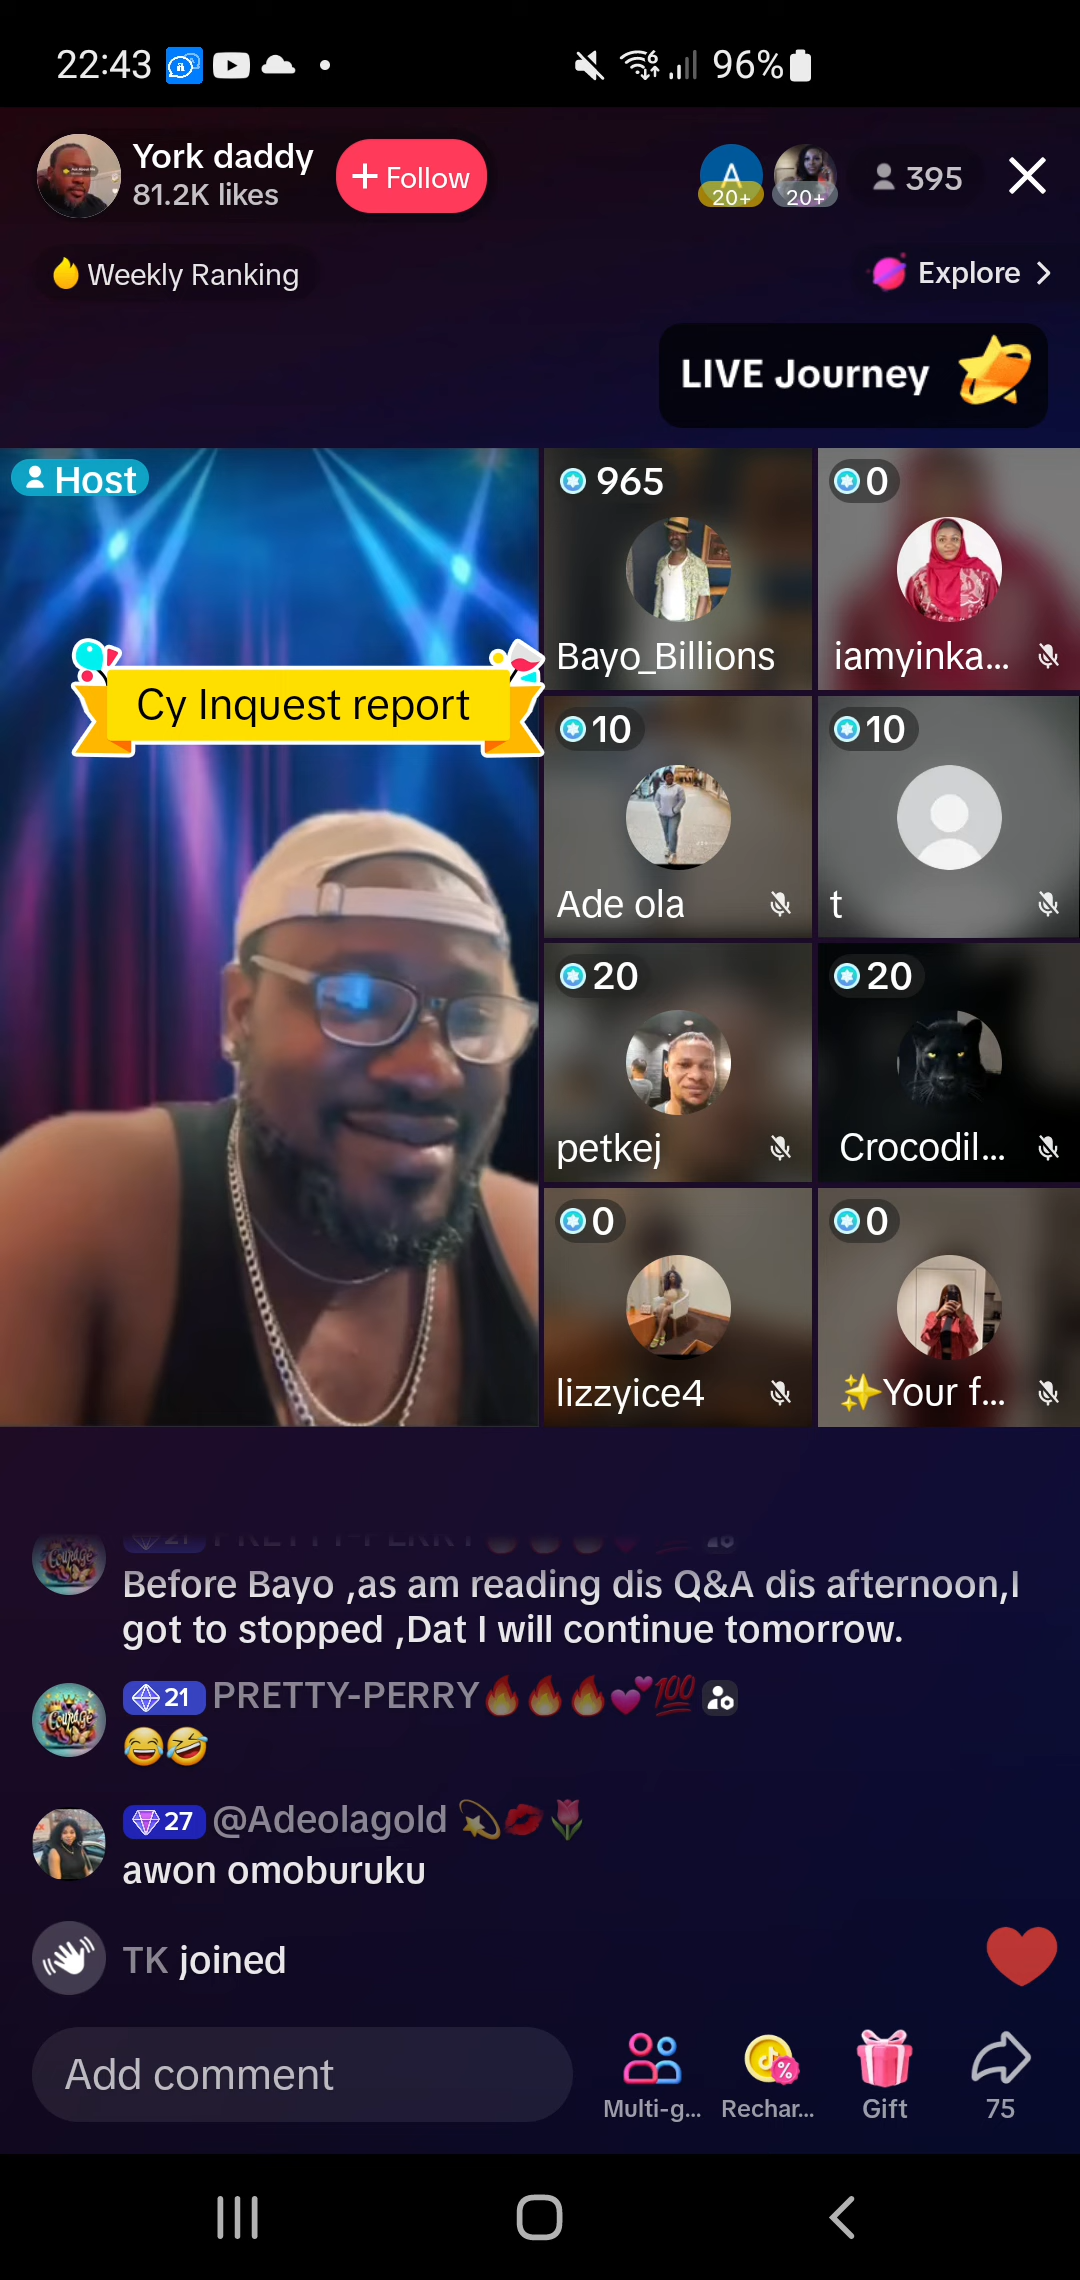 22:43
96%
York daddy
81.2K likes
+ Follow
A
20+
20+
395
Weekly Ranking
Explore >
LIVE Journey
Host
Cy Inquest report
965
Bayo_Billions
0
iamyinka...
10
Ade ola
10
t
20
petkej
20
Crocodil...
0
lizzyice4
0
✨Your f...
21 PRETTY-PERRY🔥🔥🔥💕💯
Before Bayo ,as am reading dis Q&A dis afternoon,I
got to stopped ,Dat I will continue tomorrow.
21 PRETTY-PERRY🔥🔥🔥💕💯
😂🤣
27 @Adeolagold 💫💋🌷
awon omoburuku
TK joined
Add comment
Multi-g...
Rechar...
Gift
75